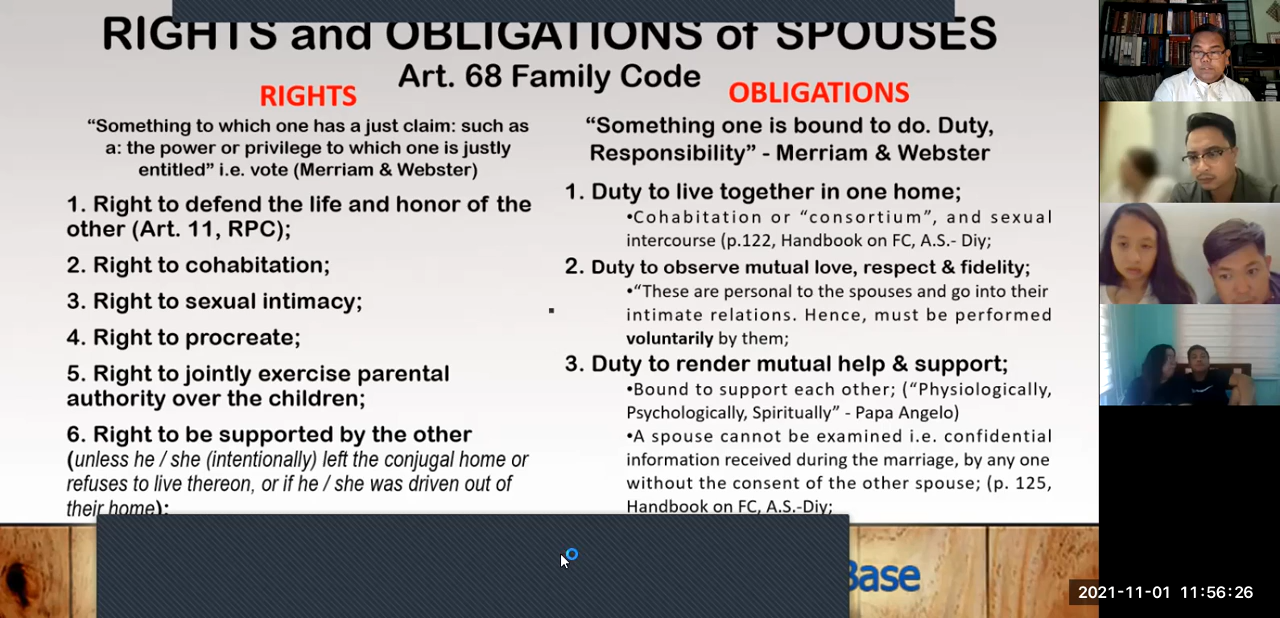 RIGHTS and OBLIGATIONS of SPOUSES
Art. 68 Family Code
RIGHTS
“Something to which one has a just claim: such as
a: the power or privilege to which one is justly
entitled” i.e. vote (Merriam & Webster)
1. Right to defend the life and honor of the
other (Art. 11, RPC);
2. Right to cohabitation;
3. Right to sexual intimacy;
4. Right to procreate;
5. Right to jointly exercise parental
authority over the children;
6. Right to be supported by the other
(unless he / she (intentionally) left the conjugal home or
refuses to live thereon, or if he / she was driven out of
their home);
OBLIGATIONS
“Something one is bound to do. Duty,
Responsibility” - Merriam & Webster
1. Duty to live together in one home;
•Cohabitation or “consortium”, and sexual
intercourse (p.122, Handbook on FC, A.S.- Diy;
2. Duty to observe mutual love, respect & fidelity;
•“These are personal to the spouses and go into their
intimate relations. Hence, must be performed
voluntarily by them;
3. Duty to render mutual help & support;
•Bound to support each other; (“Physiologically,
Psychologically, Spiritually” - Papa Angelo)
•A spouse cannot be examined i.e. confidential
information received during the marriage, by any one
without the consent of the other spouse; (p. 125,
Handbook on FC, A.S.-Diy;
Base
2021-11-01 11:56:26